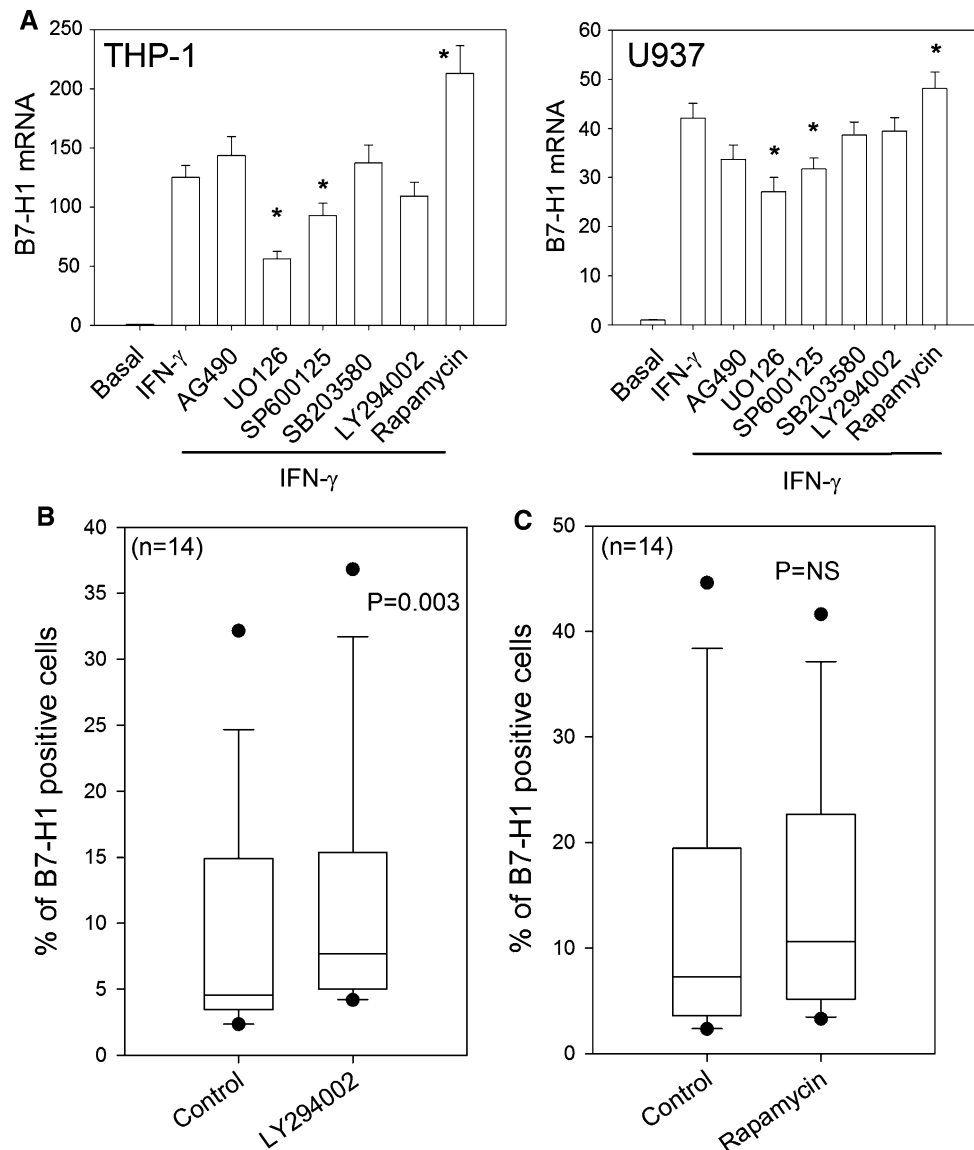 A
THP-1
B7-H1 mRNA
250
200
150
100
50
0
*
*
*
Basal
IFN-γ
AG490
UO126
SP600125
SB203580
LY294002
Rapamycin
IFN-γ
U937
B7-H1 mRNA
60
50
40
30
20
10
0
*
*
*
Basal
IFN-γ
AG490
UO126
SP600125
SB203580
LY294002
Rapamycin
IFN-γ
B
(n=14)
P=0.003
% of B7-H1 positive cells
40
35
30
25
20
15
10
5
0
Control
LY294002
C
(n=14)
P=NS
% of B7-H1 positive cells
50
40
30
20
10
0
Control
Rapamycin